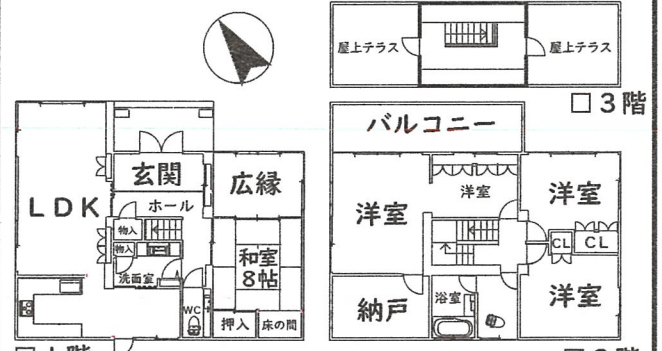 屋上テラス
屋上テラス
□3階
バルコニー
玄関
広縁
洋室
洋室
洋室
LDK
ホール
物入
物入
和室
8帖
CL
CL
洗面室
WC
納戸
浴室
洋室
押入
床の間